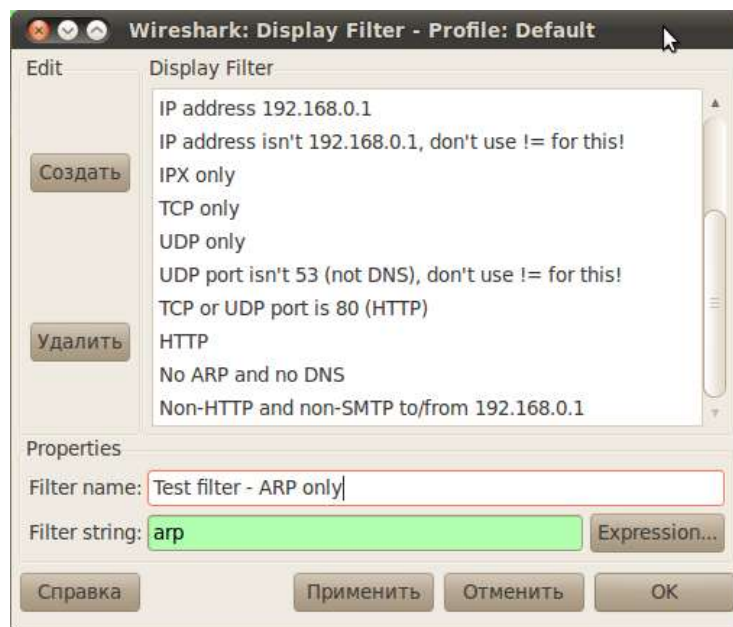 Wireshark: Display Filter - Profile: Default
Edit
Display Filter
IP address 192.168.0.1
IP address isn't 192.168.0.1, don't use != for this!
Создать
IPX only
TCP only
UDP only
UDP port isn't 53 (not DNS), don't use != for this!
TCP or UDP port is 80 (HTTP)
Удалить
HTTP
No ARP and no DNS
Non-HTTP and non-SMTP to/from 192.168.0.1
Properties
Filter name: Test filter - ARP only
Filter string: arp Expression...
Справка Применить Отменить OK